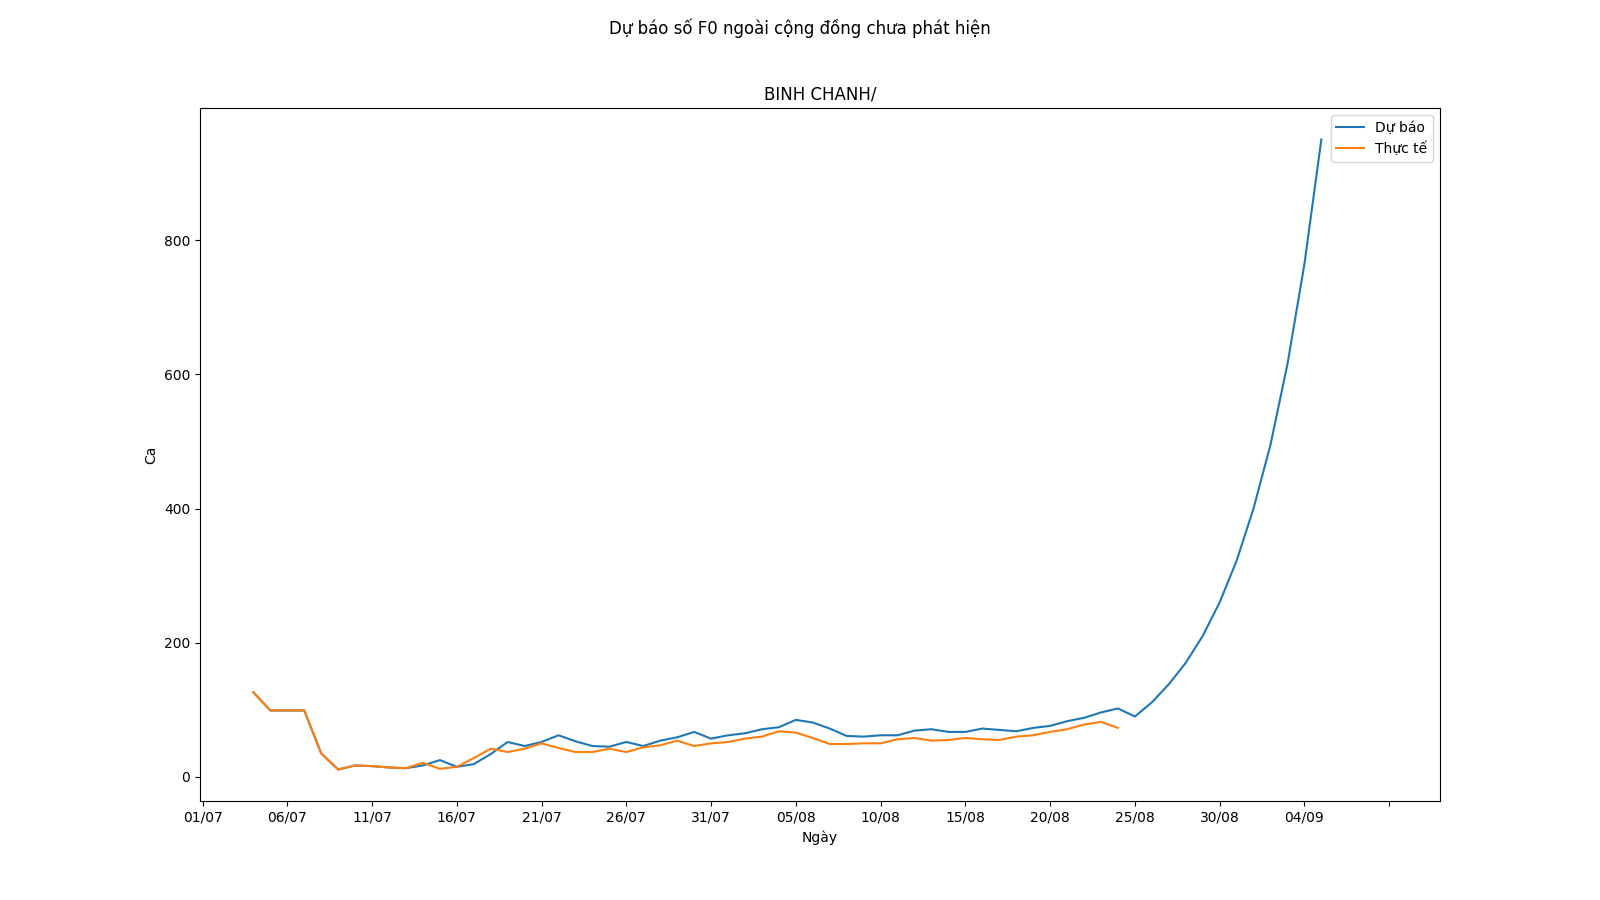 Dự báo số F0 ngoài cộng đồng chưa phát hiện
BINH CHANH/
Dự báo
Thực tế
Ca
800
600
400
200
0
01/07 06/07 11/07 16/07 21/07 26/07 31/07 05/08 10/08 15/08 20/08 25/08 30/08 04/09
Ngày